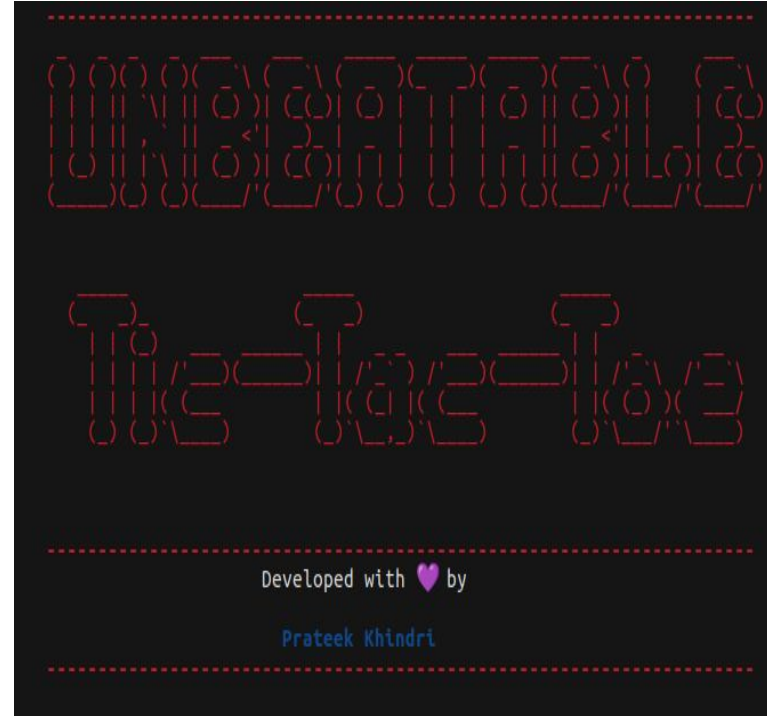 UNBEATABLE
Tic-Tac-Toe
Developed with 💜 by
Prateek Khindri